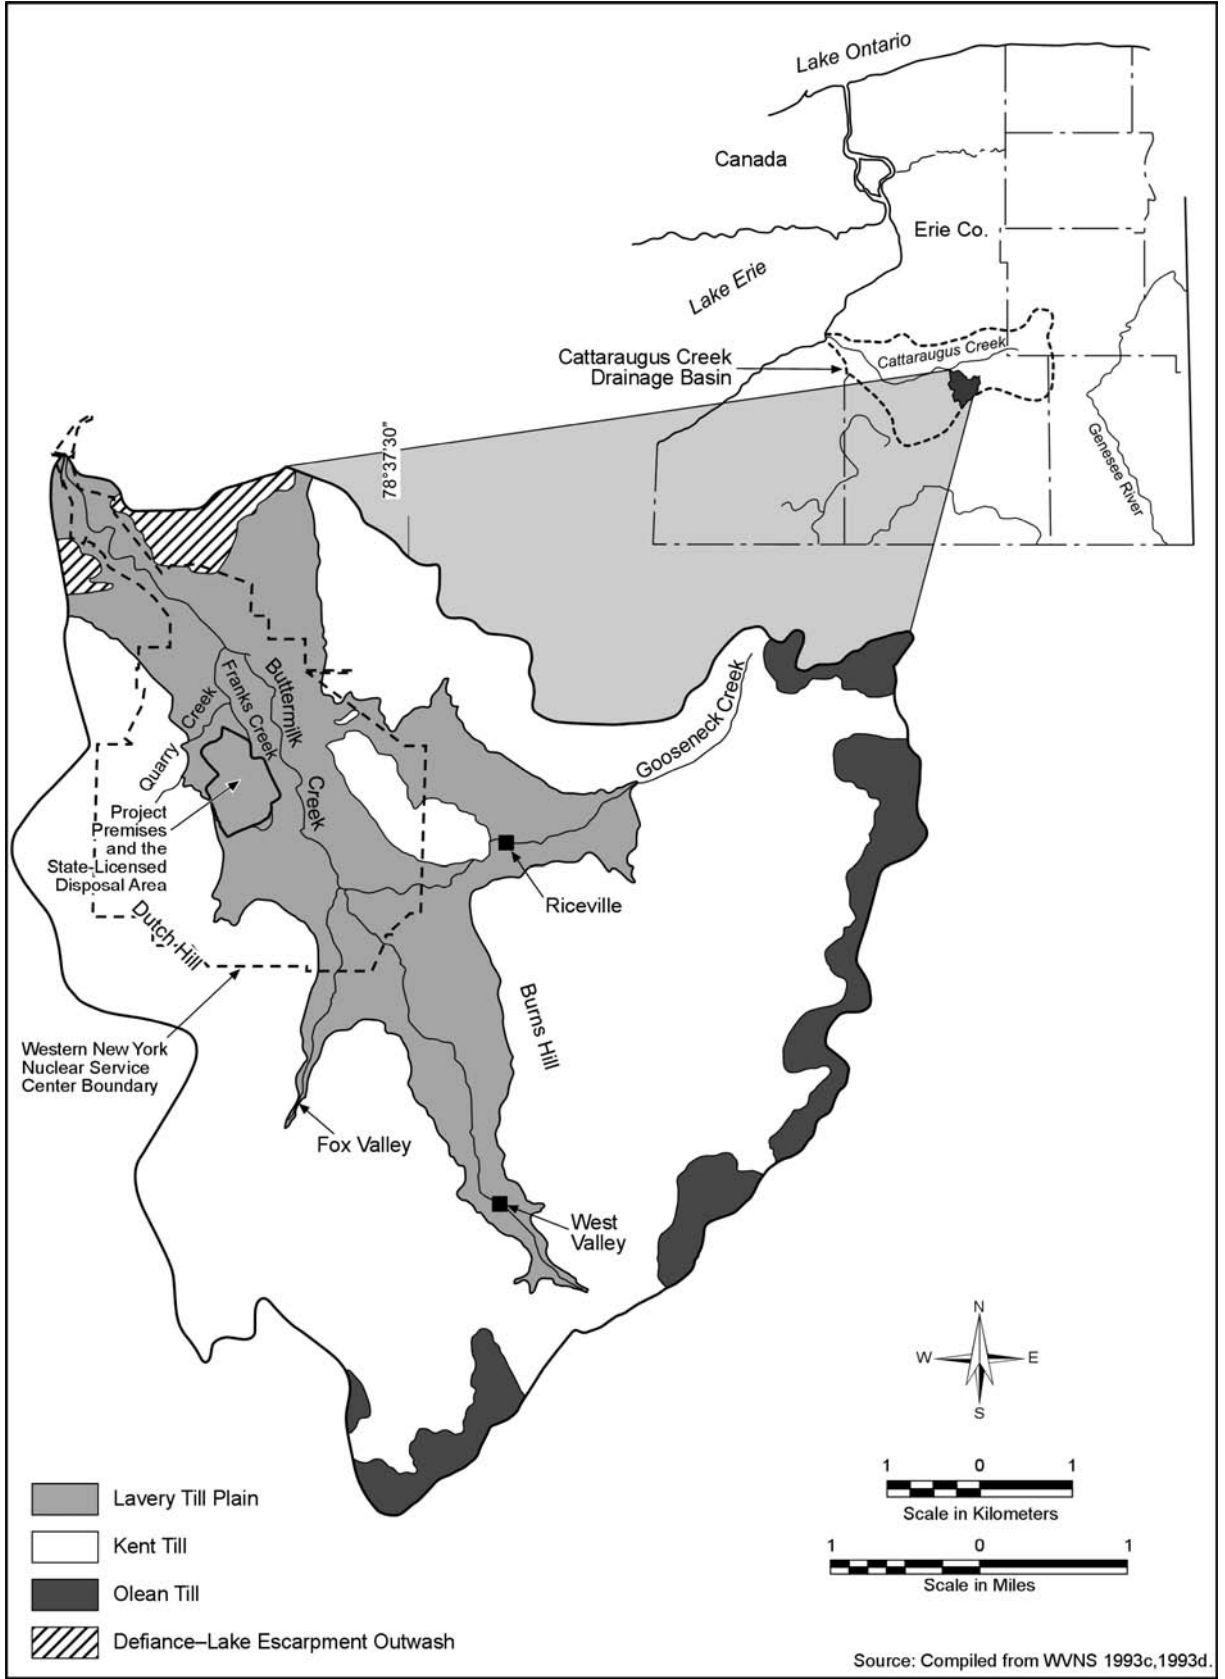 Lake Ontario
Canada
Erie Co.
Lake Erie
Cattaraugus Creek
Drainage Basin
Cattaraugus Creek
Genesee River
78°37'30"
Franks Creek
Buttermilk
Creek
Quarry Creek
Gooseneck Creek
Project
Premises
and the
State-Licensed
Disposal Area
Riceville
Dutch Hill
Burns Hill
Western New York
Nuclear Service
Center Boundary
Fox Valley
West
Valley
N
W
E
S
1 0 1
Scale in Kilometers
1 0 1
Scale in Miles
Lavery Till Plain
Kent Till
Olean Till
Defiance–Lake Escarpment Outwash
Source: Compiled from WVNS 1993c,1993d.